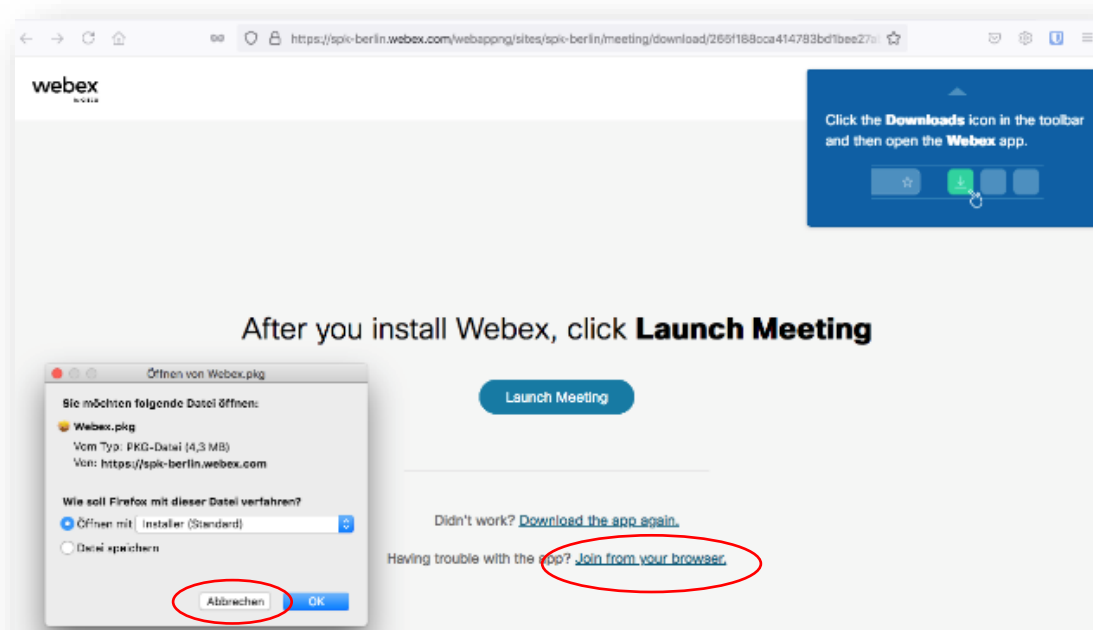 https://spk-berlin.webex.com/webappng/sites/spk-berlin/meeting/download/
webex
Click the Downloads icon in the toolbar
and then open the Webex app.
After you install Webex, click Launch Meeting
Launch Meeting
Öffnen von Webex.pkg
Sie möchten folgende Datei öffnen:
Webex.pkg
Vom Typ: PKG-Datei (4,3 MB)
Von: https://spk-berlin.webex.com
Wie soll Firefox mit dieser Datei verfahren?
Öffnen mit Installer (Standard)
Datei speichern
Abbrechen
OK
Didn't work? Download the app again.
Having trouble with the app? Join from your browser.